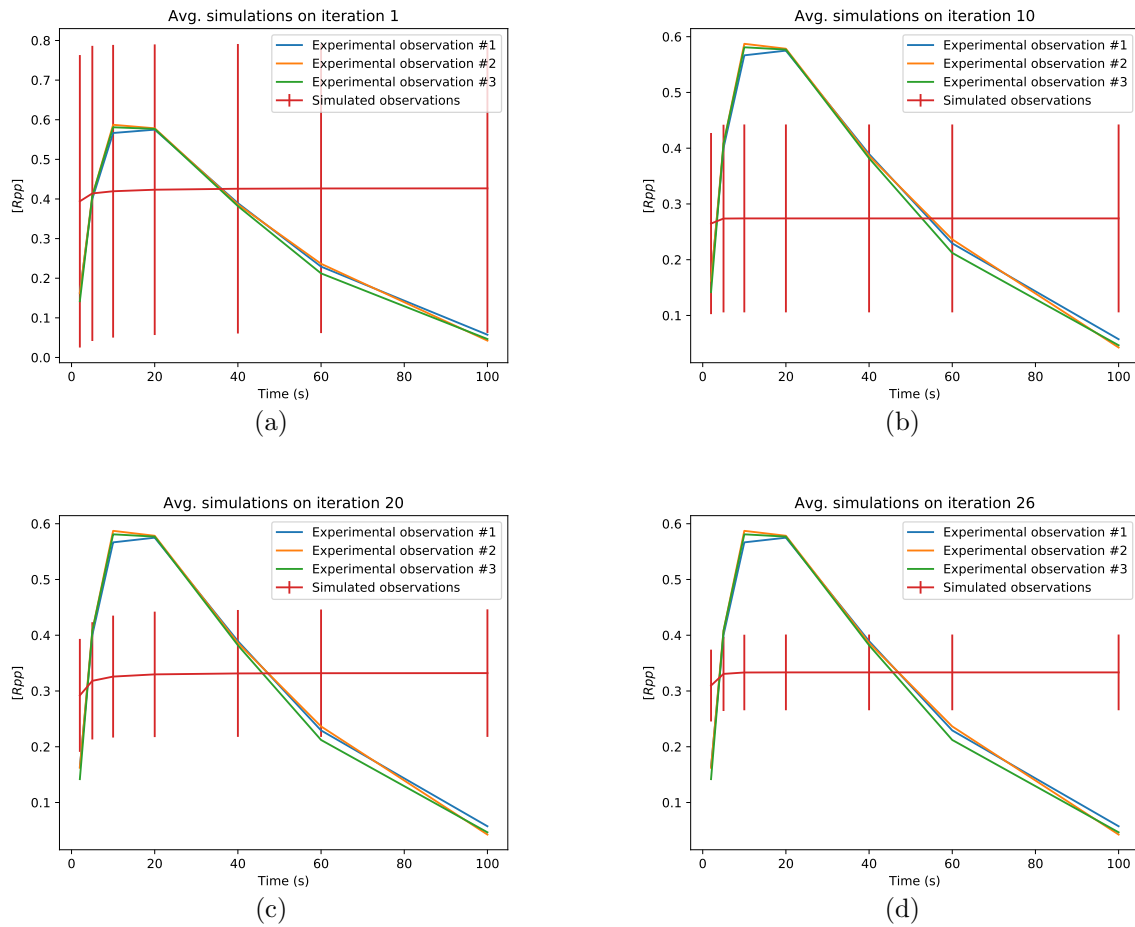 Avg. simulations on iteration 1
Experimental observation #1
Experimental observation #2
Experimental observation #3
Simulated observations
0.8
0.7
0.6
0.5
0.4
0.3
0.2
0.1
0.0
[Rpp]
0 20 40 60 80 100
Time (s)
(a)
Avg. simulations on iteration 10
Experimental observation #1
Experimental observation #2
Experimental observation #3
Simulated observations
0.6
0.5
0.4
0.3
0.2
0.1
[Rpp]
0 20 40 60 80 100
Time (s)
(b)
Avg. simulations on iteration 20
Experimental observation #1
Experimental observation #2
Experimental observation #3
Simulated observations
0.6
0.5
0.4
0.3
0.2
0.1
[Rpp]
0 20 40 60 80 100
Time (s)
(c)
Avg. simulations on iteration 26
Experimental observation #1
Experimental observation #2
Experimental observation #3
Simulated observations
0.6
0.5
0.4
0.3
0.2
0.1
[Rpp]
0 20 40 60 80 100
Time (s)
(d)